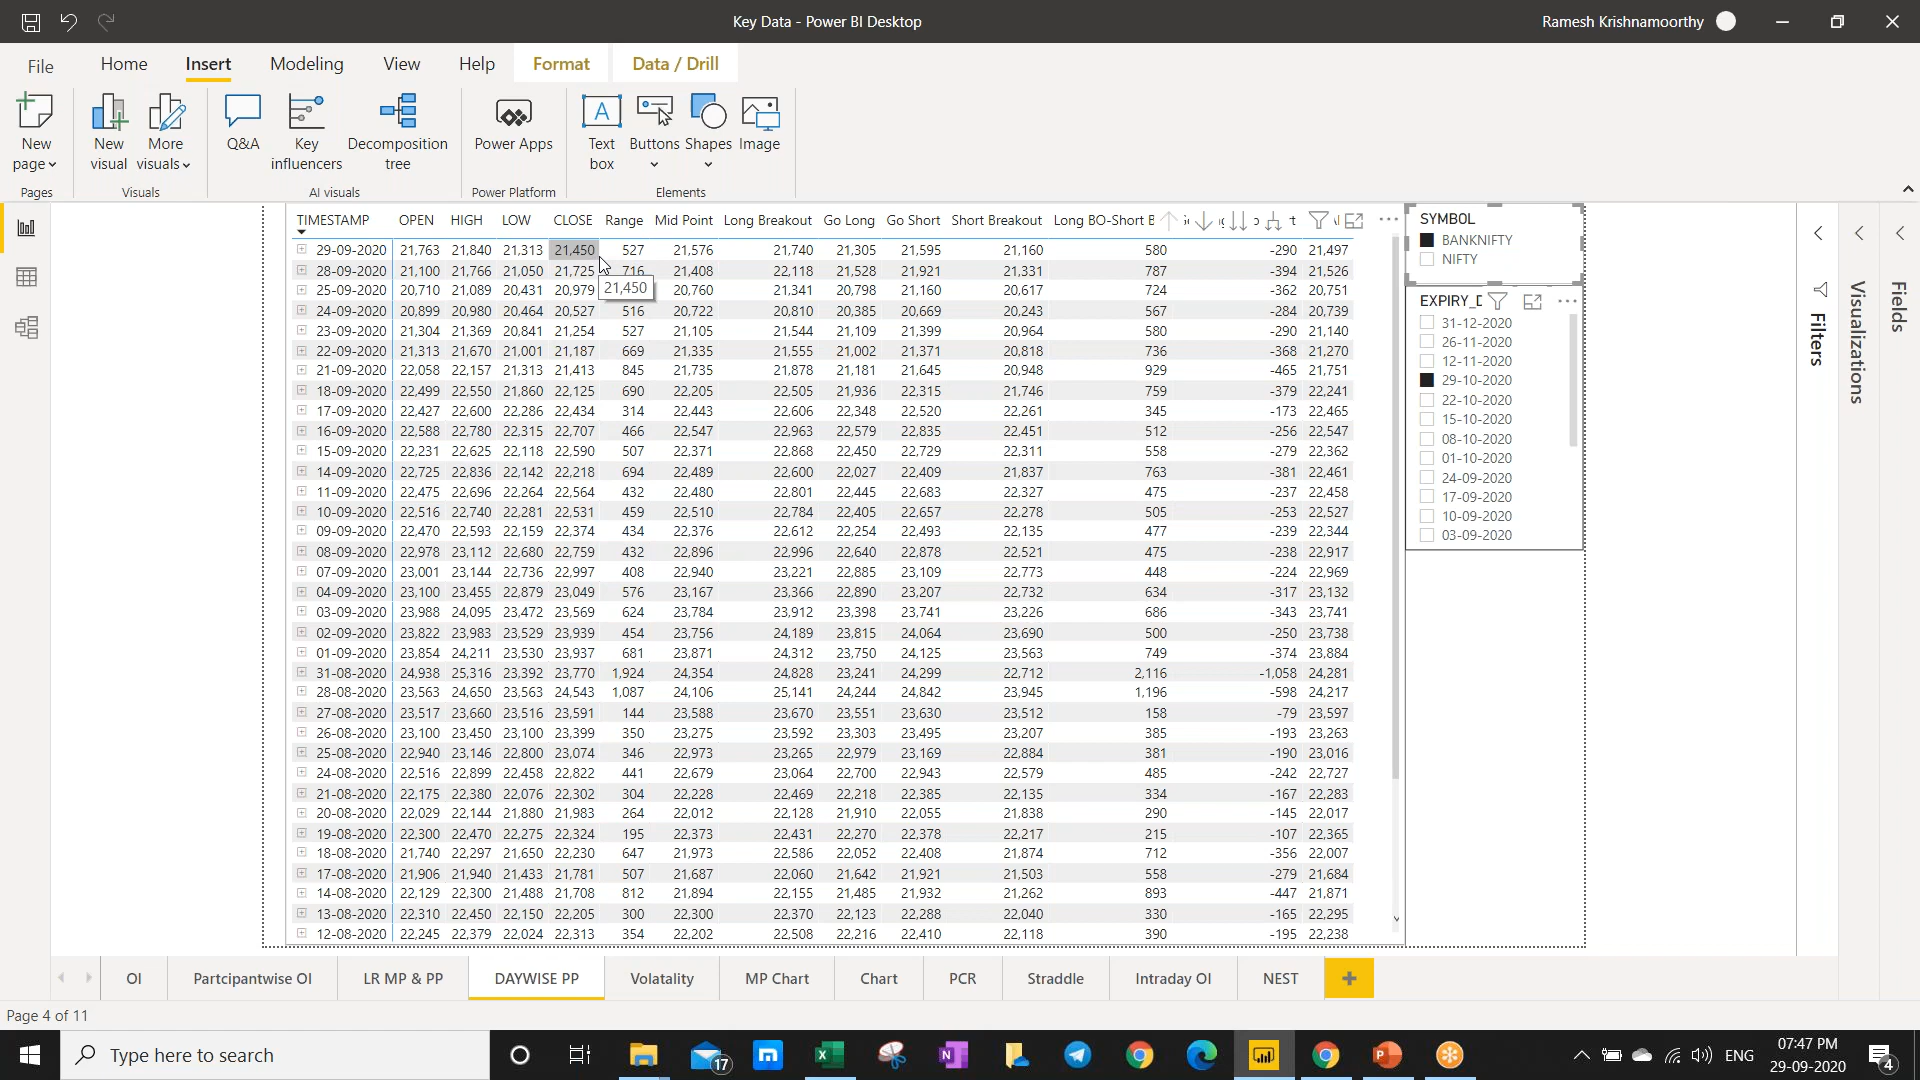 Key Data - Power BI Desktop
Ramesh Krishnamoorthy
File Home Insert Modeling View Help Format Data / Drill
New page
New visual
More visuals
Q&A
Key influencers
Decomposition tree
Power Apps
Text box
Buttons
Shapes
Image
Pages
Visuals
AI visuals
Power Platform
Elements
TIMESTAMP OPEN HIGH LOW CLOSE Range Mid Point Long Breakout Go Long Go Short Short Breakout Long BO-Short B
29-09-2020 21,763 21,840 21,313 21,450 527 21,576 21,740 21,305 21,595 21,160 580 -290 21,497
28-09-2020 21,100 21,766 21,050 21,725 716 21,408 22,118 21,528 21,921 21,331 787 -394 21,526
21,450
25-09-2020 20,710 21,089 20,431 20,979 20,760 21,341 20,798 21,160 20,617 724 -362 20,751
24-09-2020 20,899 20,980 20,464 20,527 516 20,722 20,810 20,385 20,669 20,243 567 -284 20,739
23-09-2020 21,304 21,369 20,841 21,254 527 21,105 21,544 21,109 21,399 20,964 580 -290 21,140
22-09-2020 21,313 21,670 21,001 21,187 669 21,335 21,555 21,002 21,371 20,818 736 -368 21,270
21-09-2020 22,058 22,157 21,313 21,413 845 21,735 21,878 21,181 21,645 20,948 929 -465 21,751
18-09-2020 22,499 22,550 21,860 22,125 690 22,205 22,505 21,936 22,315 21,746 759 -379 22,241
17-09-2020 22,427 22,600 22,286 22,434 314 22,443 22,606 22,348 22,520 22,261 345 -173 22,465
16-09-2020 22,588 22,780 22,315 22,707 466 22,547 22,963 22,579 22,835 22,451 512 -256 22,547
15-09-2020 22,231 22,625 22,118 22,590 507 22,371 22,868 22,450 22,729 22,311 558 -279 22,362
14-09-2020 22,725 22,836 22,142 22,218 694 22,489 22,600 22,027 22,409 21,837 763 -381 22,461
11-09-2020 22,475 22,696 22,264 22,564 432 22,480 22,801 22,445 22,683 22,327 475 -237 22,458
10-09-2020 22,516 22,740 22,281 22,531 459 22,510 22,784 22,405 22,657 22,278 505 -253 22,527
09-09-2020 22,470 22,593 22,159 22,374 434 22,376 22,612 22,254 22,493 22,135 477 -239 22,344
08-09-2020 22,978 23,112 22,680 22,759 432 22,896 22,996 22,640 22,878 22,521 475 -238 22,917
07-09-2020 23,001 23,144 22,736 22,997 408 22,940 23,221 22,885 23,109 22,773 448 -224 22,969
04-09-2020 23,100 23,455 22,879 23,049 576 23,167 23,366 22,890 23,207 22,732 634 -317 23,132
03-09-2020 23,988 24,095 23,472 23,569 624 23,784 23,912 23,398 23,741 23,226 686 -343 23,741
02-09-2020 23,822 23,983 23,529 23,939 454 23,756 24,189 23,815 24,064 23,690 500 -250 23,738
01-09-2020 23,854 24,211 23,530 23,937 681 23,871 24,312 23,750 24,125 23,563 749 -374 23,884
31-08-2020 24,938 25,316 23,392 23,770 1,924 24,354 24,828 23,241 24,299 22,712 2,116 -1,058 24,281
28-08-2020 23,563 24,650 23,563 24,543 1,087 24,106 25,141 24,244 24,842 23,945 1,196 -598 24,217
27-08-2020 23,517 23,660 23,516 23,591 144 23,588 23,670 23,551 23,630 23,512 158 -79 23,597
26-08-2020 23,100 23,450 23,100 23,399 350 23,275 23,592 23,303 23,495 23,207 385 -193 23,263
25-08-2020 22,940 23,146 22,800 23,074 346 22,973 23,265 22,979 23,169 22,884 381 -190 23,016
24-08-2020 22,516 22,899 22,458 22,822 441 22,679 23,064 22,700 22,943 22,579 485 -242 22,727
21-08-2020 22,175 22,380 22,076 22,302 304 22,228 22,469 22,218 22,385 22,135 334 -167 22,283
20-08-2020 22,029 22,144 21,880 21,983 264 22,012 22,128 21,910 22,055 21,838 290 -145 22,017
19-08-2020 22,300 22,470 22,275 22,324 195 22,373 22,431 22,270 22,378 22,217 215 -107 22,365
18-08-2020 21,740 22,297 21,650 22,230 647 21,973 22,586 22,052 22,408 21,874 712 -356 22,007
17-08-2020 21,906 21,940 21,433 21,781 507 21,687 22,060 21,642 21,921 21,503 558 -279 21,684
14-08-2020 22,129 22,300 21,488 21,708 812 21,894 22,155 21,485 21,932 21,262 893 -447 21,871
13-08-2020 22,310 22,450 22,150 22,205 300 22,300 22,370 22,123 22,288 22,040 330 -165 22,295
12-08-2020 22,245 22,379 22,024 22,313 354 22,202 22,508 22,216 22,410 22,118 390 -195 22,238
SYMBOL
BANKNIFTY
NIFTY
EXPIRY_D
31-12-2020
26-11-2020
12-11-2020
29-10-2020
22-10-2020
15-10-2020
08-10-2020
01-10-2020
24-09-2020
17-09-2020
10-09-2020
03-09-2020
Filters
Visualizations
Fields
OI Partcipantwise OI LR MP & PP DAYWISE PP Volatality MP Chart Chart PCR Straddle Intraday OI NEST
Page 4 of 11
Type here to search
17
ENG
07:47 PM
29-09-2020
4